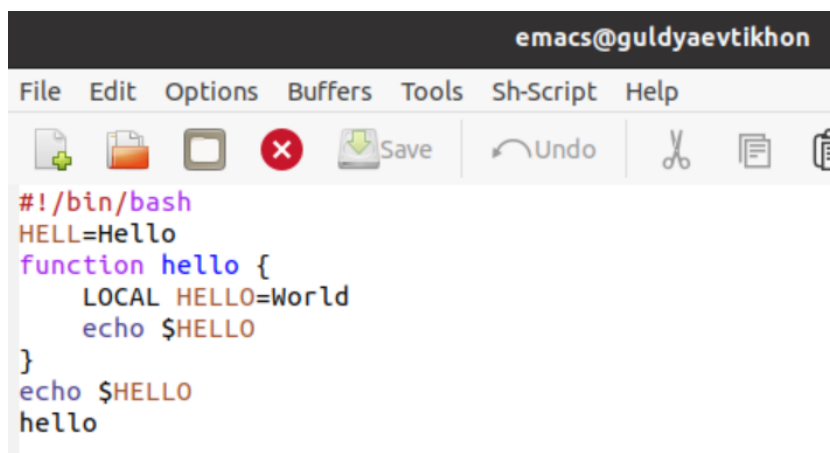 emacs@guldyaevtikhon
File Edit Options Buffers Tools Sh-Script Help
Save Undo
#!/bin/bash
HELL=Hello
function hello {
    LOCAL HELLO=World
    echo $HELLO
}
echo $HELLO
hello